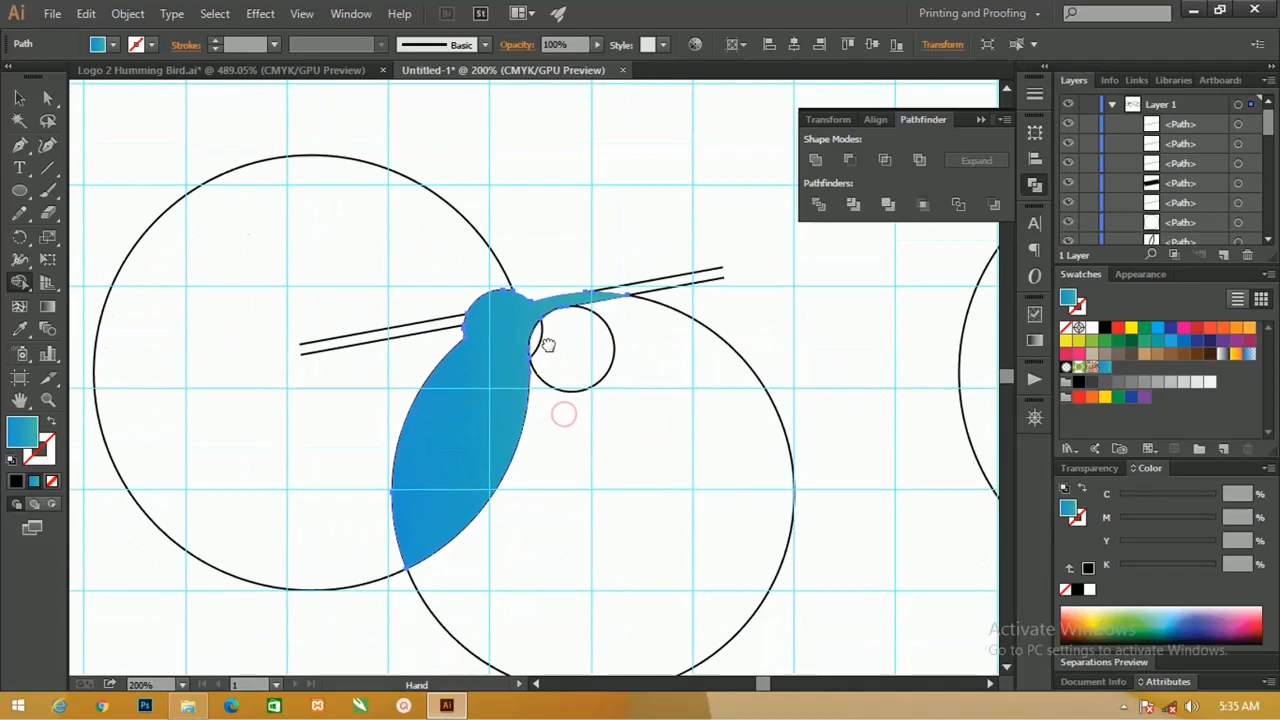 Ai File Edit Object Type Select Effect View Window Help Br St Printing and Proofing
Path Stroke: Basic Opacity: 100% Style: Transform
Logo 2 Humming Bird.ai* @ 489.05% (CMYK/GPU Preview) × Untitled-1* @ 200% (CMYK/GPU Preview) ×
Layers Info Links Libraries Artboards
Layer 1
<Path>
<Path>
<Path>
<Path>
<Path>
<Path>
<Path>
1 Layer
Transform Align Pathfinder
Shape Modes:
Expand
Pathfinders:
Swatches Appearance
Transparency Color
C %
M %
Y %
K %
Activate Windows
Go to PC settings to activate Windows.
Separations Preview
Document Info Attributes
200% 1 Hand
Ps Ai 5:35 AM